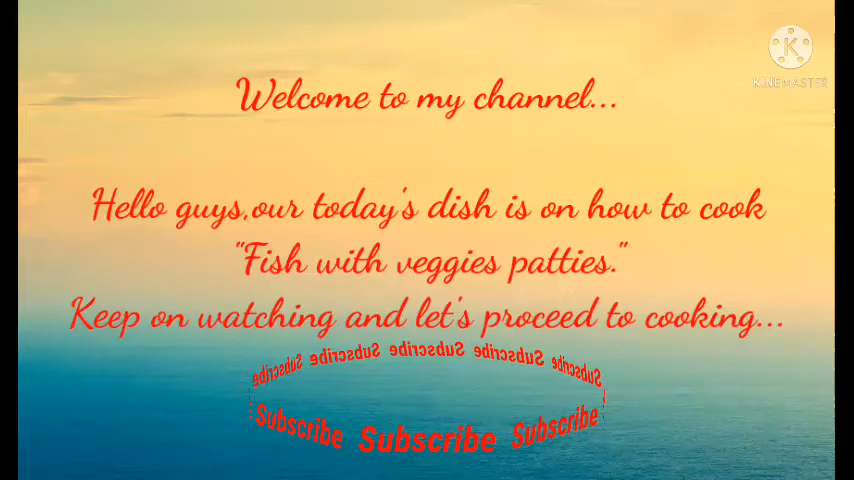 KINEMASTER
Welcome to my channel...
Hello guys,our today's dish is on how to cook
"Fish with veggies patties."
Keep on watching and let's proceed to cooking...
Subscribe Subscribe Subscribe Subscribe Subscribe
Subscribe Subscribe Subscribe